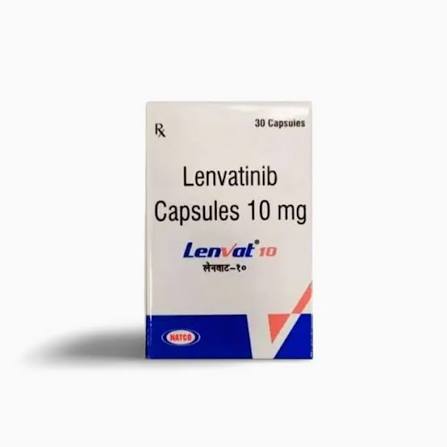 ℞
30 Capsules
Lenvatinib
Capsules 10 mg
Lenvat® 10
लेनवाट-१०
NATCO